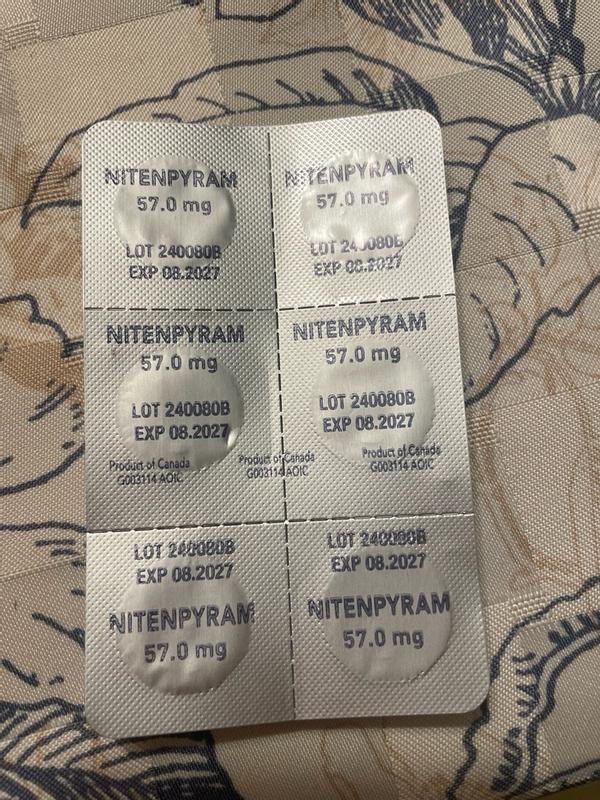 NITENPYRAM
57.0 mg
LOT 240080B
EXP 08.2027
NITENPYRAM
57.0 mg
LOT 240080B
EXP 08.2027
NITENPYRAM
57.0 mg
LOT 240080B
EXP 08.2027
NITENPYRAM
57.0 mg
LOT 240080B
EXP 08.2027
Product of Canada
G003114 AOIC
Product of Canada
G003114 AOIC
Product of Canada
G003114 AOIC
LOT 240080B
EXP 08.2027
NITENPYRAM
57.0 mg
LOT 240080B
EXP 08.2027
NITENPYRAM
57.0 mg